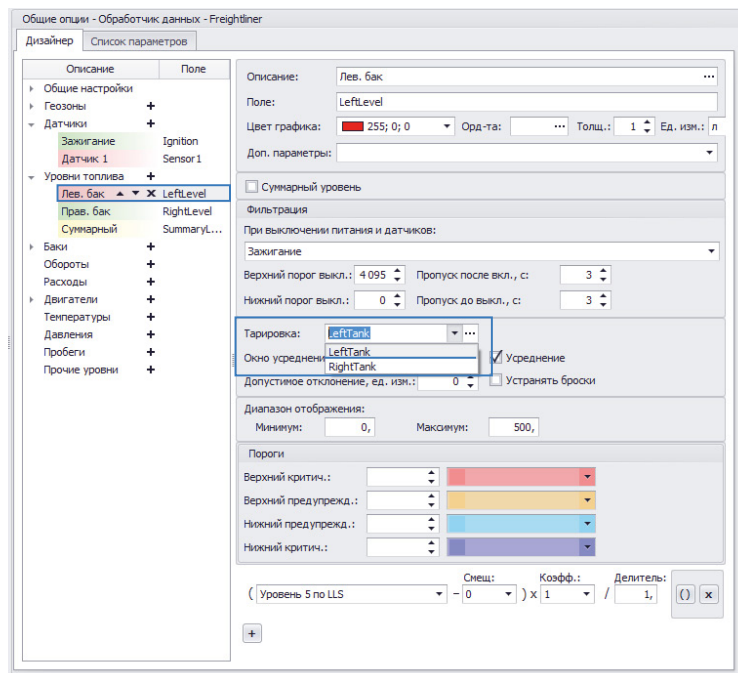 Общие опции - Обработчик данных - Freightliner
Дизайнер Список параметров
Описание Поле
Общие настройки
Геозоны +
Датчики +
Зажигание Ignition
Датчик 1 Sensor1
Уровни топлива +
Лев. бак LeftLevel
Прав. бак RightLevel
Суммарный SummaryL...
Баки +
Обороты +
Расходы +
Двигатели +
Температуры +
Давления +
Пробеги +
Прочие уровни +
Описание: Лев. бак ...
Поле: LeftLevel
Цвет графика: 255; 0; 0 Орд-та: ... Толщ.: 1 Ед. изм.: л
Доп. параметры:
Суммарный уровень
Фильтрация
При выключении питания и датчиков:
Зажигание
Верхний порог выкл.: 4095 Пропуск после вкл., с: 3
Нижний порог выкл.: 0 Пропуск до выкл., с: 3
Тарировка: LeftTank ...
LeftTank
Окно усреднени Усреднение
RightTank
Допустимое отклонение, ед. изм.: 0 Устранять броски
Диапазон отображения:
Минимум: 0, Максимум: 500,
Пороги
Верхний критич.:
Верхний предупрежд.:
Нижний предупрежд.:
Нижний критич.:
Смещ: Коэфф.: Делитель:
( Уровень 5 по LLS - 0 ) x 1 / 1, () x
+